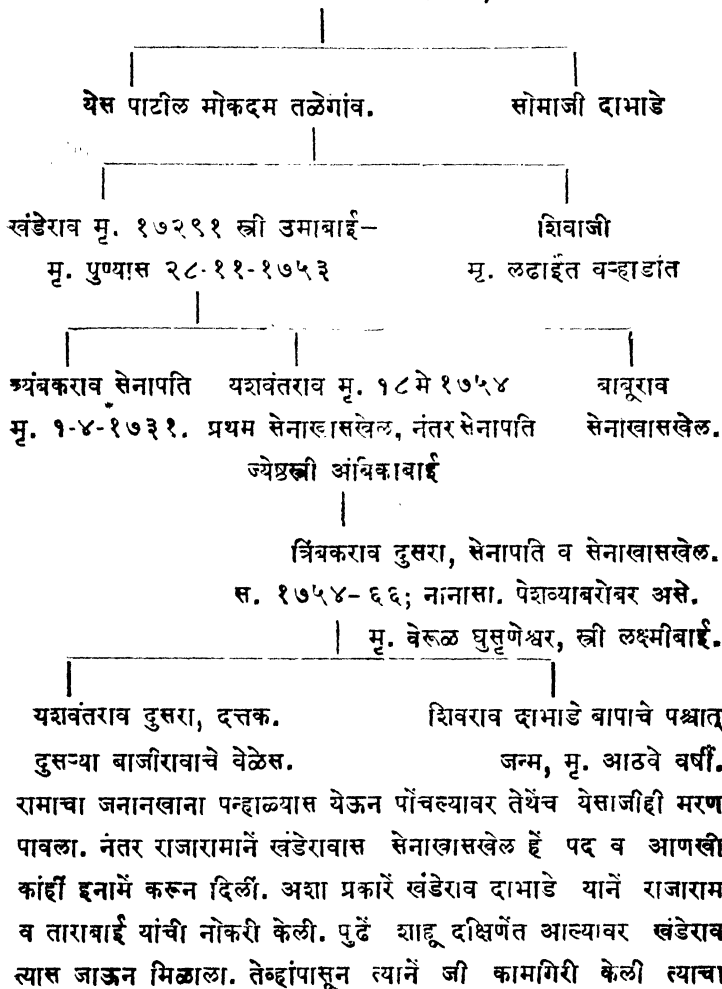 येस पाटील मोकदम तळेगांव. सोमाजी दाभाडे
खंडेराव मृ. १७२९१ स्त्री उमाबाई– शिवाजी
मृ. पुण्यास २८-११-१७५३ मृ. लढाईत वऱ्हाडांत
त्र्यंबकराव सेनापति यशवंतराव मृ. १८ मे १७५४ बाबूराव
मृ. १-४-१७३१. प्रथम सेनाखासखेल, नंतर सेनापति सेनाखासखेल.
ज्येष्ठस्त्री अंबिकाबाई
त्रिंबकराव दुसरा, सेनापति व सेनाखासखेल.
स. १७५४-६६; नानासा. पेशव्याबरोबर असे.
मृ. वेरूळ घुसृणेश्वर, स्त्री लक्ष्मीबाई.
यशवंतराव दुसरा, दत्तक. शिवराव दाभाडे बापाचे पश्चात्
दुसऱ्या बाजीरावाचे वेळेस. जन्म, मृ. आठवे वर्षी.
रामाचा जनानखाना पन्हाळ्यास येऊन पोंचल्यावर तेथेंच येसाजीही मरण
पावला. नंतर राजारामानें खंडेरावास सेनाखासखेल हें पद व आणखी
कांहीं इनामें करून दिलीं. अशा प्रकारें खंडेराव दाभाडे यानें राजाराम
व ताराबाई यांची नोकरी केली. पुढें शाहू दक्षिणेंत आल्यावर खंडेराव
त्यास जाऊन मिळाला. तेव्हांपासून त्यानें जी कामगिरी केली त्याचा